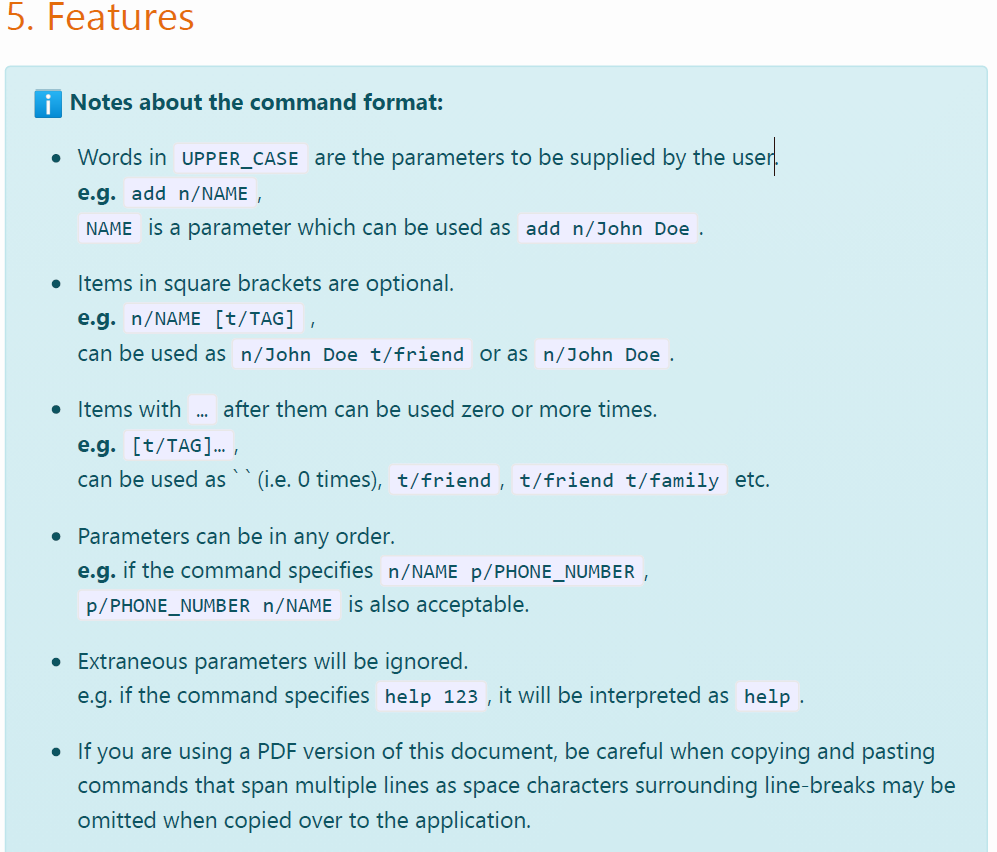 5. Features
ℹ Notes about the command format:
• Words in UPPER_CASE are the parameters to be supplied by the user.
e.g. add n/NAME ,
NAME is a parameter which can be used as add n/John Doe .
• Items in square brackets are optional.
e.g. n/NAME [t/TAG] ,
can be used as n/John Doe t/friend or as n/John Doe .
• Items with … after them can be used zero or more times.
e.g. [t/TAG]… ,
can be used as ` ` (i.e. 0 times), t/friend , t/friend t/family etc.
• Parameters can be in any order.
e.g. if the command specifies n/NAME p/PHONE_NUMBER ,
p/PHONE_NUMBER n/NAME is also acceptable.
• Extraneous parameters will be ignored.
e.g. if the command specifies help 123 , it will be interpreted as help .
• If you are using a PDF version of this document, be careful when copying and pasting
commands that span multiple lines as space characters surrounding line-breaks may be
omitted when copied over to the application.